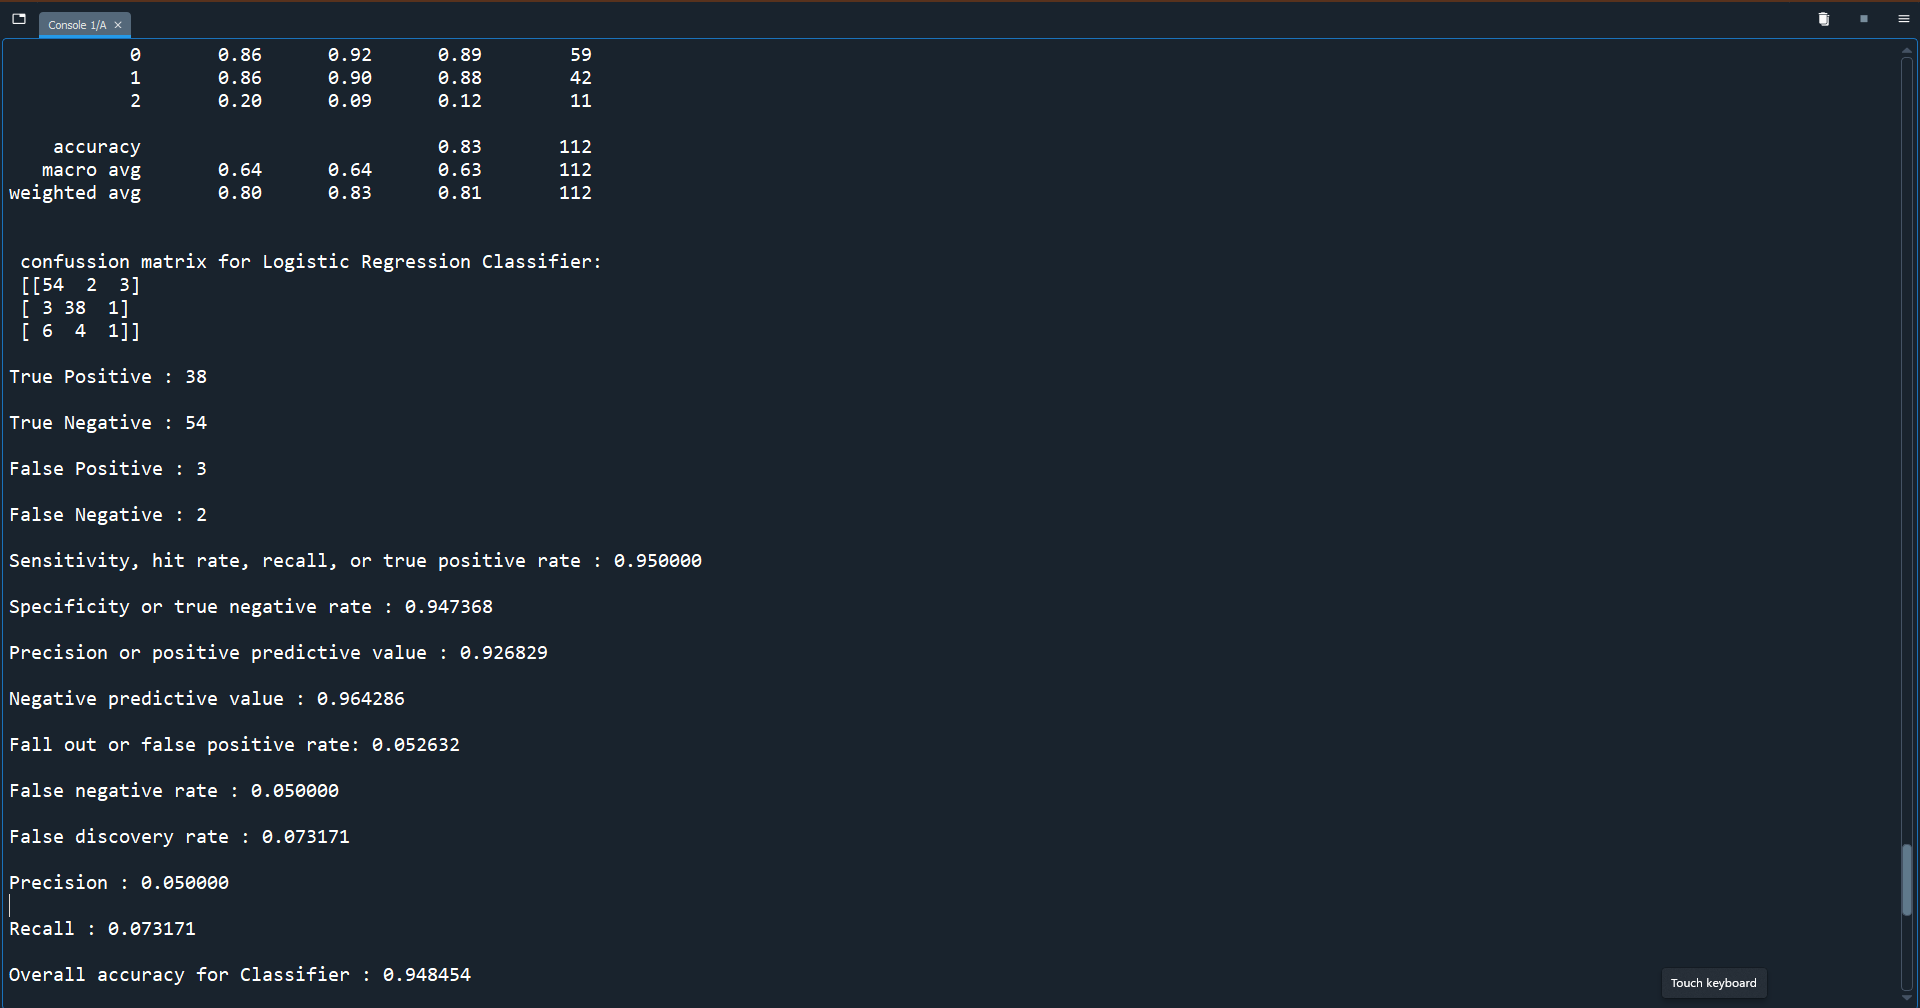 Console 1/A
0 0.86 0.92 0.89 59
1 0.86 0.90 0.88 42
2 0.20 0.09 0.12 11
accuracy 0.83 112
macro avg 0.64 0.64 0.63 112
weighted avg 0.80 0.83 0.81 112
confussion matrix for Logistic Regression Classifier:
[[54 2 3]
[ 3 38 1]
[ 6 4 1]]
True Positive : 38
True Negative : 54
False Positive : 3
False Negative : 2
Sensitivity, hit rate, recall, or true positive rate : 0.950000
Specificity or true negative rate : 0.947368
Precision or positive predictive value : 0.926829
Negative predictive value : 0.964286
Fall out or false positive rate: 0.052632
False negative rate : 0.050000
False discovery rate : 0.073171
Precision : 0.050000
Recall : 0.073171
Overall accuracy for Classifier : 0.948454
Touch keyboard